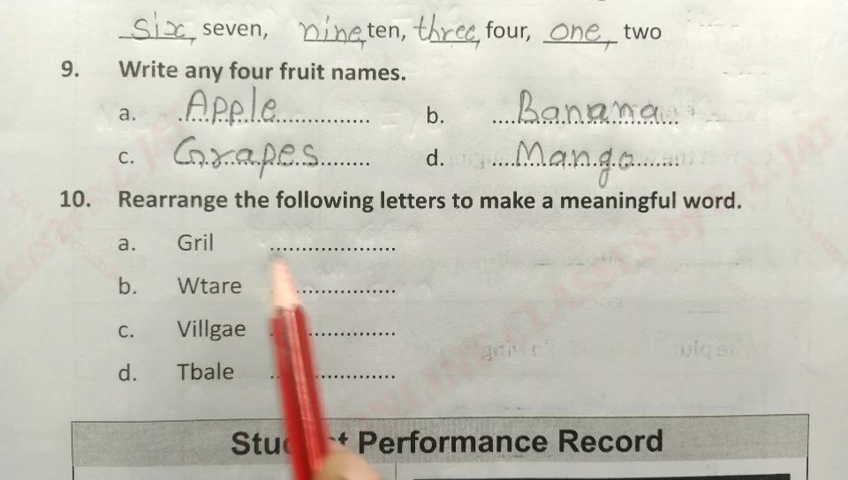 six, seven, nine, ten, three, four, one, two
9. Write any four fruit names.
a. Apple b. Banana
c. Grapes d. Mango
10. Rearrange the following letters to make a meaningful word.
a. Gril
b. Wtare
c. Villgae
d. Tbale
Performance Record